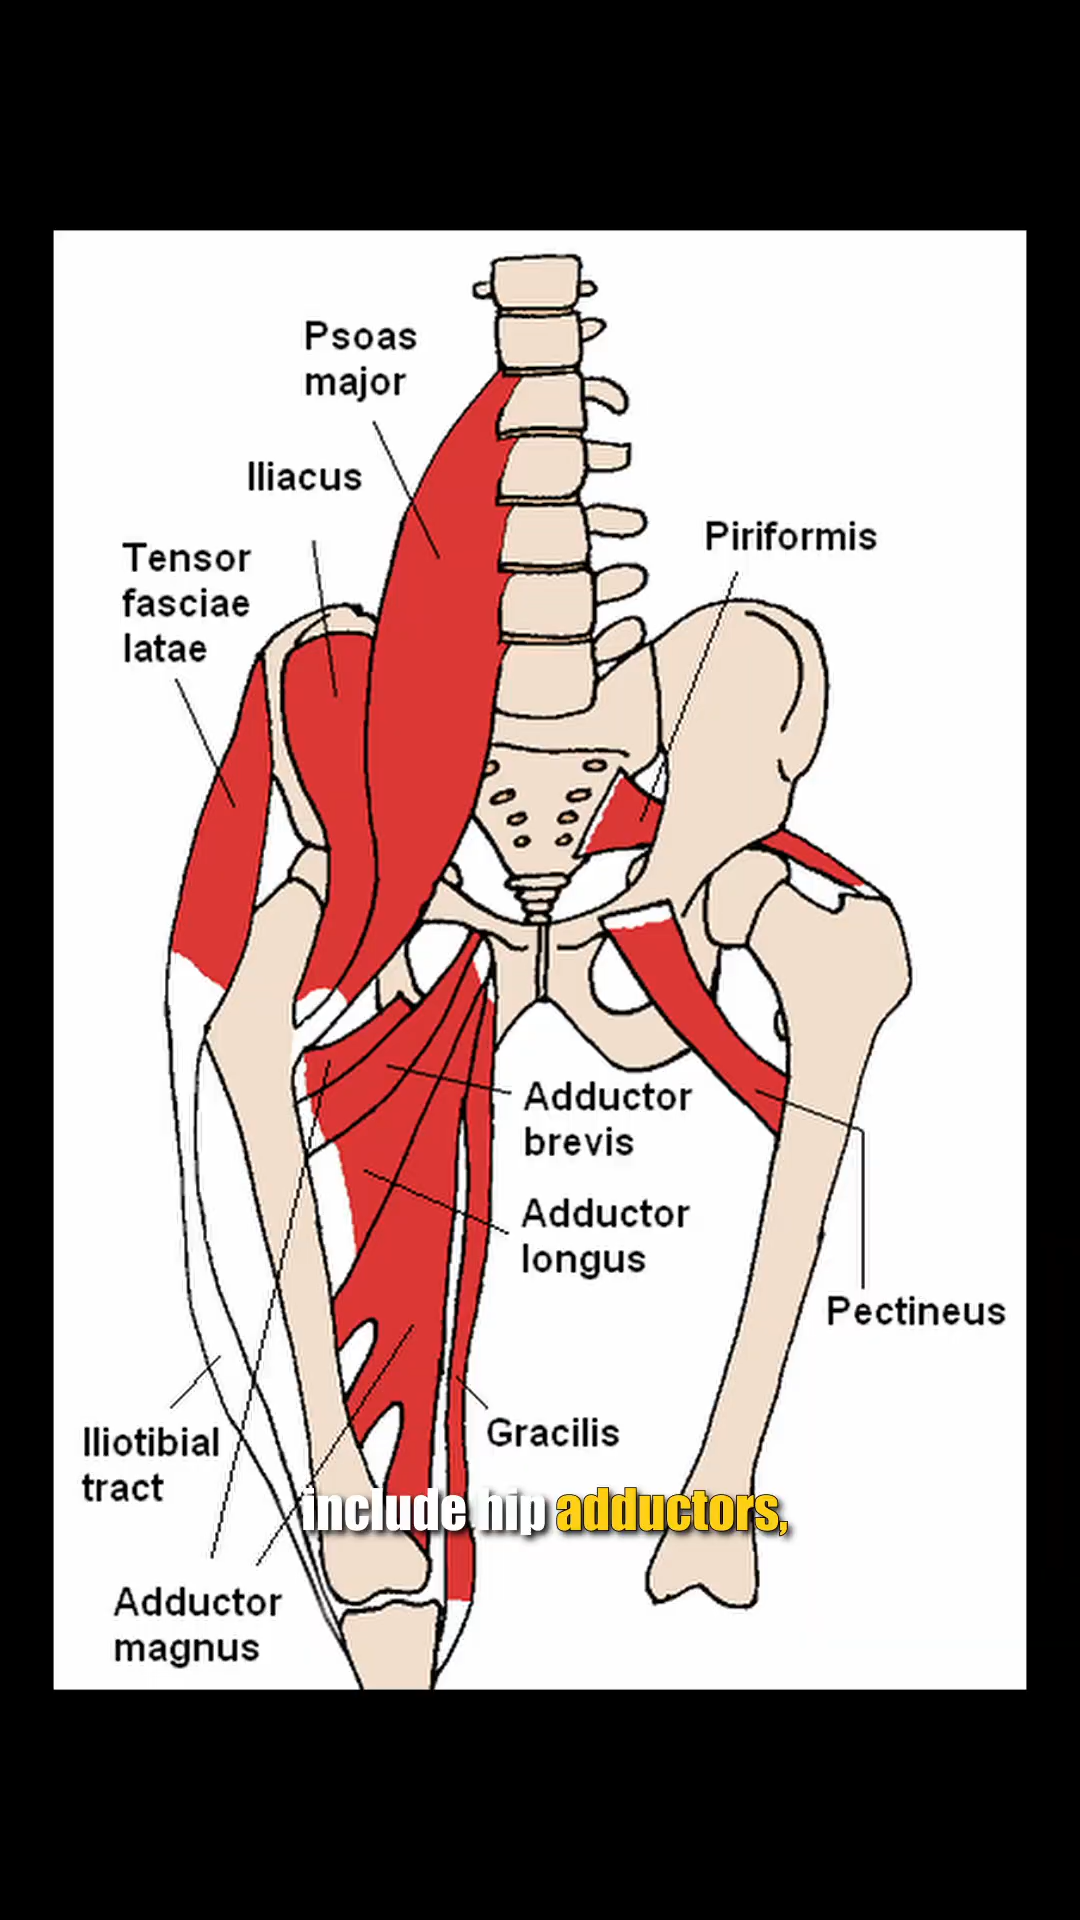 Psoas
major
Iliacus
Tensor
fasciae
latae
Piriformis
Adductor
brevis
Adductor
longus
Pectineus
Gracilis
Iliotibial
tract
include hip adductors,
Adductor
magnus